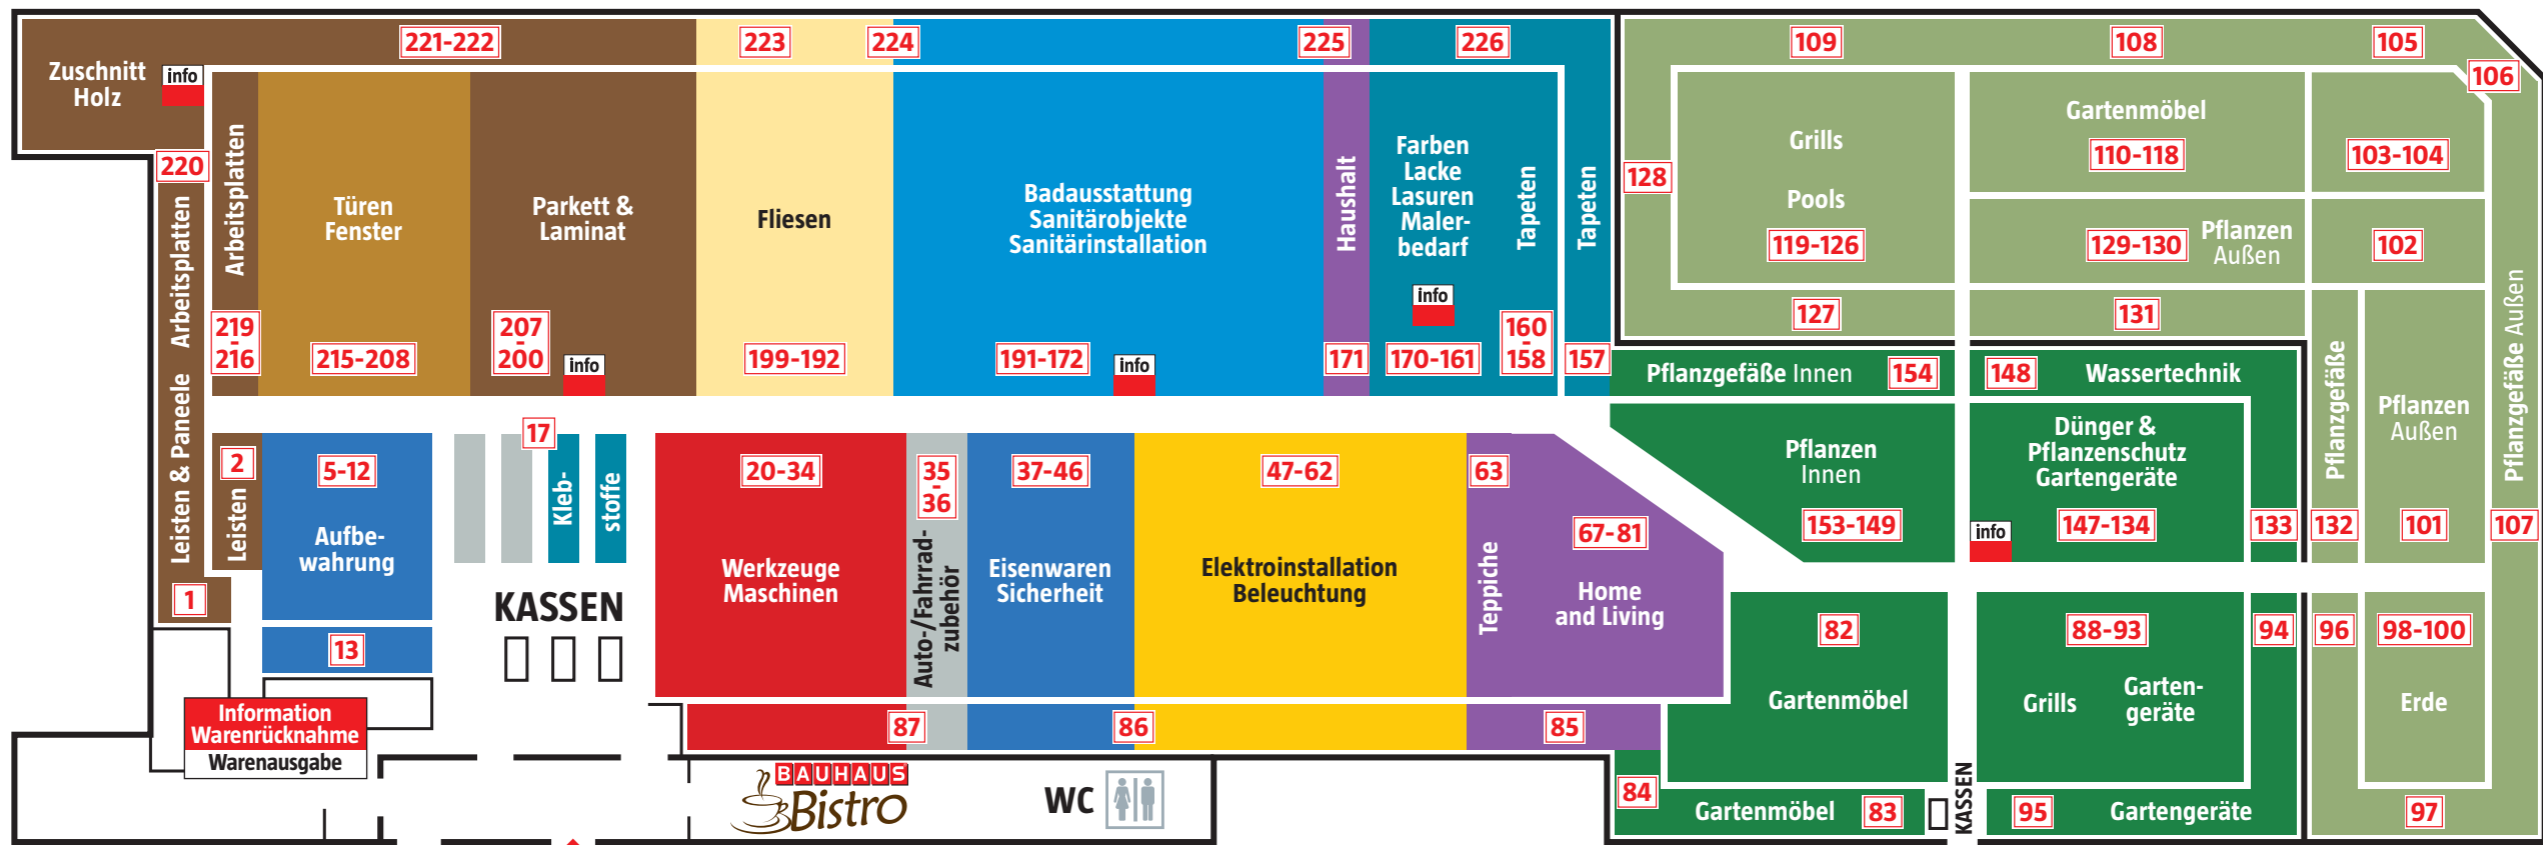 221-222
223
224
225
226
109
108
105
106
Zuschnitt
Holz
info
220
Arbeitsplatten
Arbeitsplatten
Leisten & Paneele
219
-
216
Türen
Fenster
215-208
Parkett &
Laminat
207
-
200
info
Fliesen
199-192
Badausstattung
Sanitärobjekte
Sanitärinstallation
191-172
info
Haushalt
171
Farben
Lacke
Lasuren
Maler-
bedarf
info
170-161
Tapeten
160
-
158
Tapeten
157
128
Grills
Pools
119-126
127
Gartenmöbel
110-118
103-104
129-130
Pflanzen
Außen
102
131
Pflanzgefäße Innen
154
148
Wassertechnik
Pflanzgefäße
132
Pflanzen
Außen
101
Pflanzgefäße Außen
107
1
2
Leisten
5-12
Aufbe-
wahrung
13
17
Kleb-
stoffe
KASSEN
20-34
Werkzeuge
Maschinen
35
-
36
Auto-/Fahrrad-
zubehör
37-46
Eisenwaren
Sicherheit
47-62
Elektroinstallation
Beleuchtung
63
Teppiche
67-81
Home
and Living
Pflanzen
Innen
153-149
Dünger &
Pflanzenschutz
Gartengeräte
info
147-134
133
82
Gartenmöbel
88-93
Grills
Garten-
geräte
94
96
98-100
Erde
87
86
85
84
Gartenmöbel
83
KASSEN
95
Gartengeräte
97
Information
Warenrücknahme
Warenausgabe
BAUHAUS
Bistro
WC